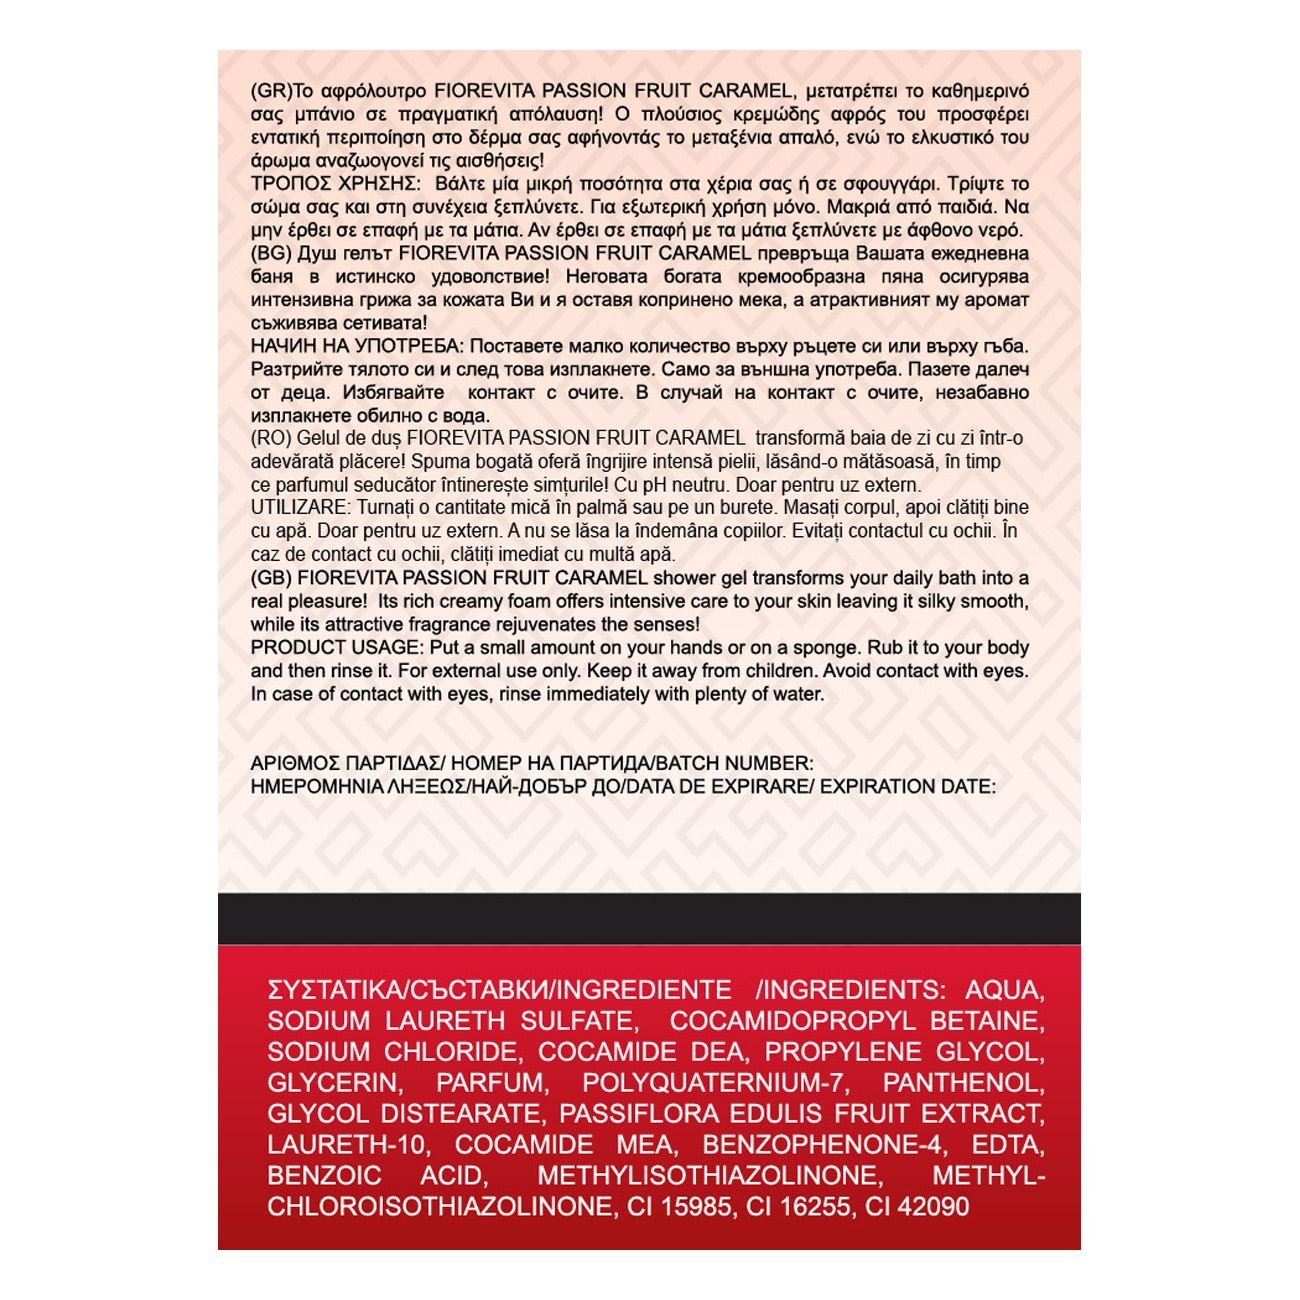 (GR)Το αφρόλουτρο FIOREVITA PASSION FRUIT CARAMEL, μετατρέπει το καθημερινό
σας μπάνιο σε πραγματική απόλαυση! Ο πλούσιος κρεμώδης αφρός του προσφέρει
εντατική περιποίηση στο δέρμα σας αφήνοντάς το μεταξένια απαλό, ενώ το ελκυστικό του
άρωμα αναζωογονεί τις αισθήσεις!
ΤΡΟΠΟΣ ΧΡΗΣΗΣ: Βάλτε μία μικρή ποσότητα στα χέρια σας ή σε σφουγγάρι. Τρίψτε το
σώμα σας και στη συνέχεια ξεπλύνετε. Για εξωτερική χρήση μόνο. Μακριά από παιδιά. Να
μην έρθει σε επαφή με τα μάτια. Αν έρθει σε επαφή με τα μάτια ξεπλύνετε με άφθονο νερό.
(BG) Душ гелът FIOREVITA PASSION FRUIT CARAMEL превръща Вашата ежедневна
баня в истинско удоволствие! Неговата богата кремообразна пяна осигурява
интензивна грижа за кожата Ви и я оставя копринено мека, а атрактивният му аромат
съживява сетивата!
НАЧИН НА УПОТРЕБА: Поставете малко количество върху ръцете си или върху гъба.
Разтрийте тялото си и след това изплакнете. Само за външна употреба. Пазете далеч
от деца. Избягвайте контакт с очите. В случай на контакт с очите, незабавно
изплакнете обилно с вода.
(RO) Gelul de duș FIOREVITA PASSION FRUIT CARAMEL transformă baia de zi cu zi într-o
adevărată plăcere! Spuma bogată oferă îngrijire intensă pielii, lăsând-o mătăsoasă, în timp
ce parfumul seducător întinerește simțurile! Cu pH neutru. Doar pentru uz extern.
UTILIZARE: Turnați o cantitate mică în palmă sau pe un burete. Masați corpul, apoi clătiți bine
cu apă. Doar pentru uz extern. A nu se lăsa la îndemâna copiilor. Evitați contactul cu ochii. În
caz de contact cu ochii, clătiți imediat cu multă apă.
(GB) FIOREVITA PASSION FRUIT CARAMEL shower gel transforms your daily bath into a
real pleasure! Its rich creamy foam offers intensive care to your skin leaving it silky smooth,
while its attractive fragrance rejuvenates the senses!
PRODUCT USAGE: Put a small amount on your hands or on a sponge. Rub it to your body
and then rinse it. For external use only. Keep it away from children. Avoid contact with eyes.
In case of contact with eyes, rinse immediately with plenty of water.
ΑΡΙΘΜΟΣ ΠΑΡΤΙΔΑΣ/ НОМЕР НА ПАРТИДА/BATCH NUMBER:
ΗΜΕΡΟΜΗΝΙΑ ΛΗΞΕΩΣ/НАЙ-ДОБЪР ДО/DATA DE EXPIRARE/ EXPIRATION DATE:
ΣΥΣΤΑΤΙΚΑ/СЪСТАВКИ/INGREDIENTE /INGREDIENTS: AQUA,
SODIUM LAURETH SULFATE, COCAMIDOPROPYL BETAINE,
SODIUM CHLORIDE, COCAMIDE DEA, PROPYLENE GLYCOL,
GLYCERIN, PARFUM, POLYQUATERNIUM-7, PANTHENOL,
GLYCOL DISTEARATE, PASSIFLORA EDULIS FRUIT EXTRACT,
LAURETH-10, COCAMIDE MEA, BENZOPHENONE-4, EDTA,
BENZOIC ACID, METHYLISOTHIAZOLINONE, METHYL-
CHLOROISOTHIAZOLINONE, CI 15985, CI 16255, CI 42090